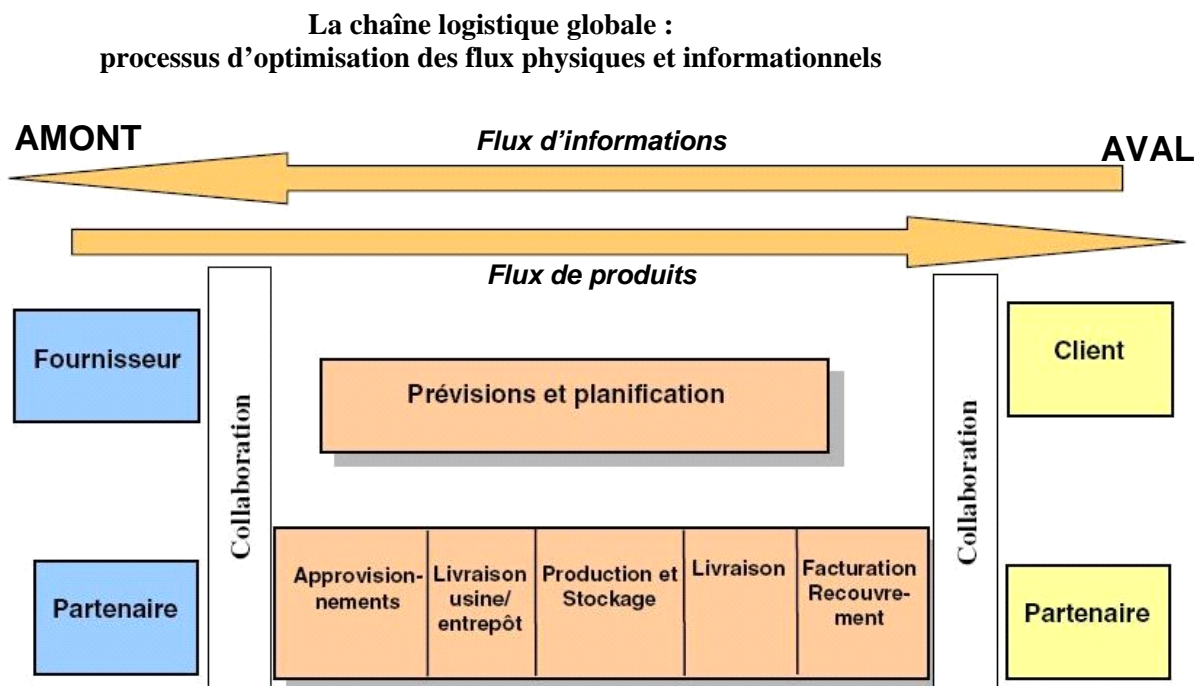 La chaîne logistique globale :
processus d’optimisation des flux physiques et informationnels
AMONT
Flux d’informations
AVAL
Flux de produits
Fournisseur
Partenaire
Collaboration
Prévisions et planification
Approvision-
nements
Livraison
usine/
entrepôt
Production et
Stockage
Livraison
Facturation
Recouvre-
ment
Collaboration
Client
Partenaire